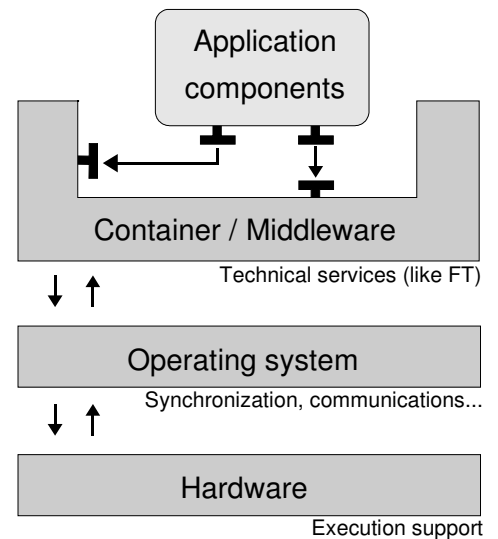 Application
components
Container / Middleware
Technical services (like FT)
Operating system
Synchronization, communications...
Hardware
Execution support